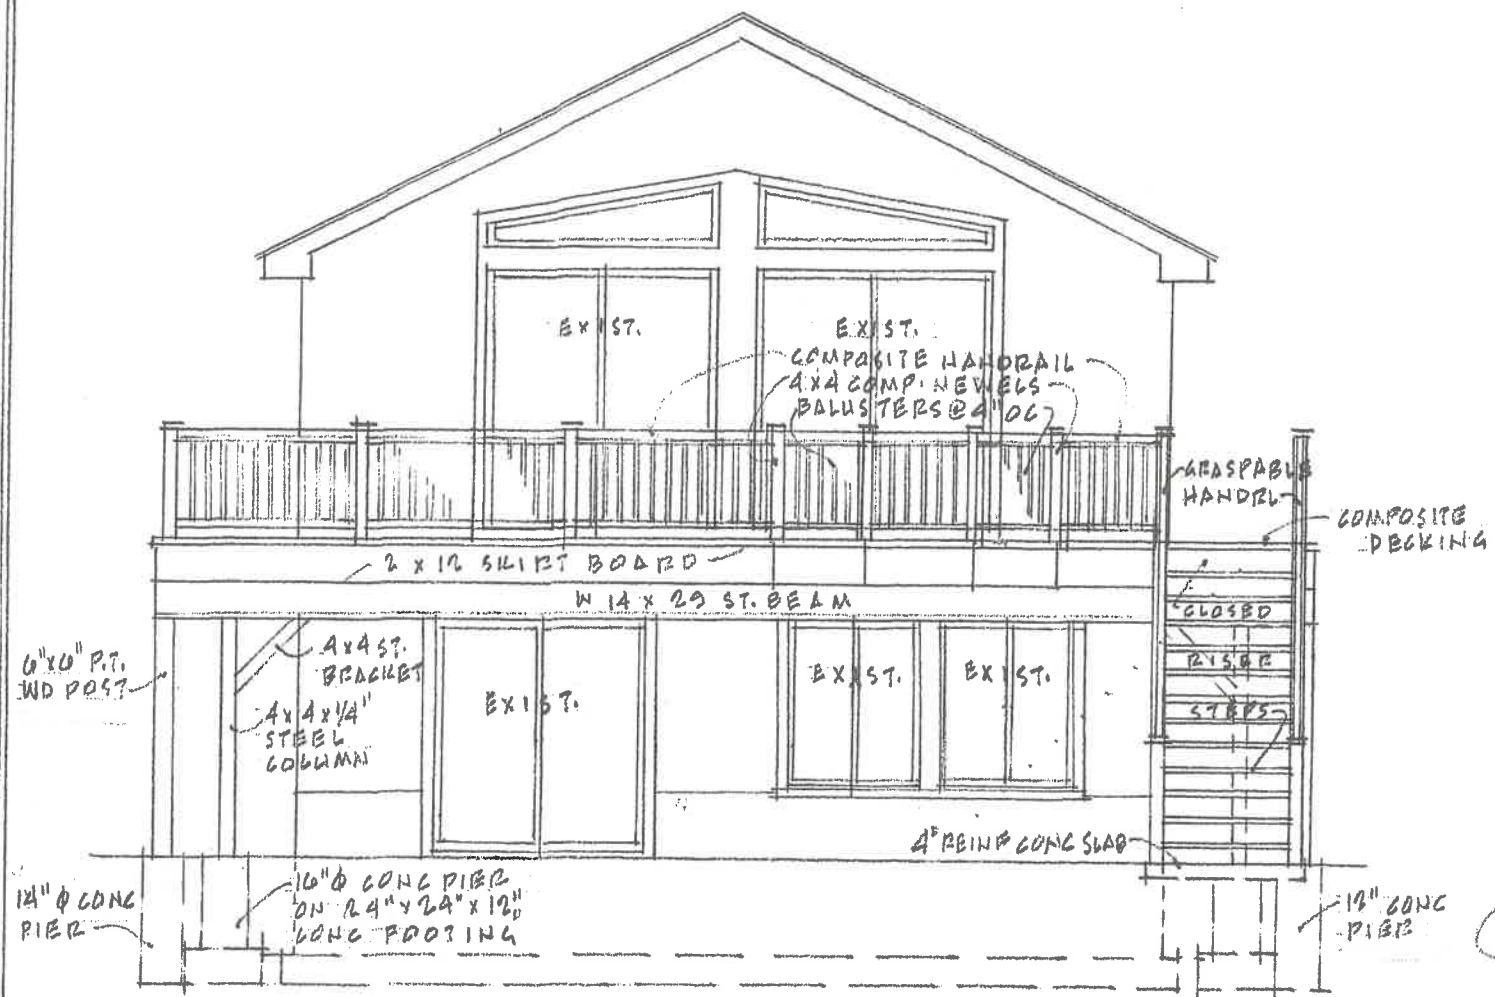 EXIST.
EXIST.
COMPOSITE HANDRAIL
4x4 COMP. NEWELS
BALUSTERS @ 4" OC
GRASPABLE
HANDRL
COMPOSITE
DECKING
2 x 12 SKIRT BOARD
W 14 x 29 ST. BEAM
CLOSED
RISER
STEPS
6"x6" P.T.
WD POST
4x4 ST.
BRACKET
4x4x1/4"
STEEL
COLUMN
EXIST.
EXIST.
EXIST.
4" REINF CONC SLAB
14" φ CONC
PIER
16" φ CONC PIER
ON 24" x 24" x 12"
CONC FOOTING
12" CONC
PIER